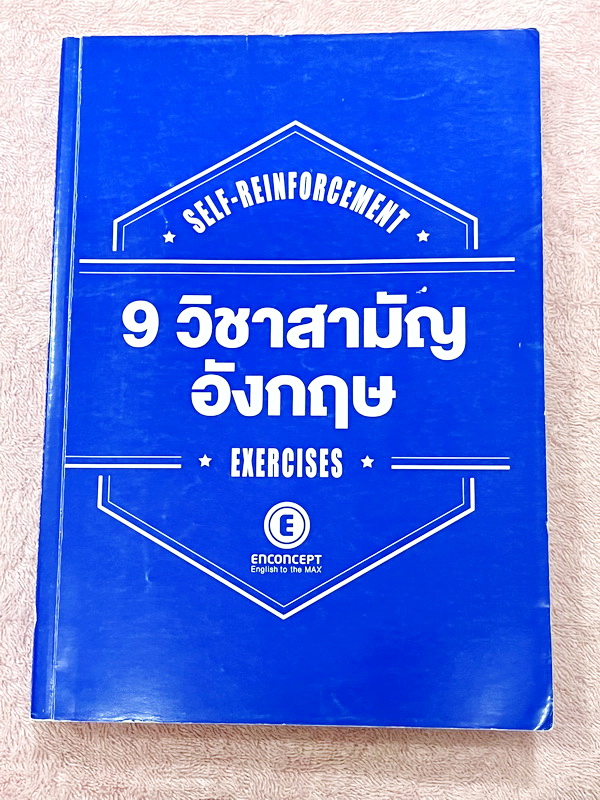 SELF-REINFORCEMENT
9 วิชาสามัญ
อังกฤษ
EXERCISES
E
ENCONCEPT
English to the MAX